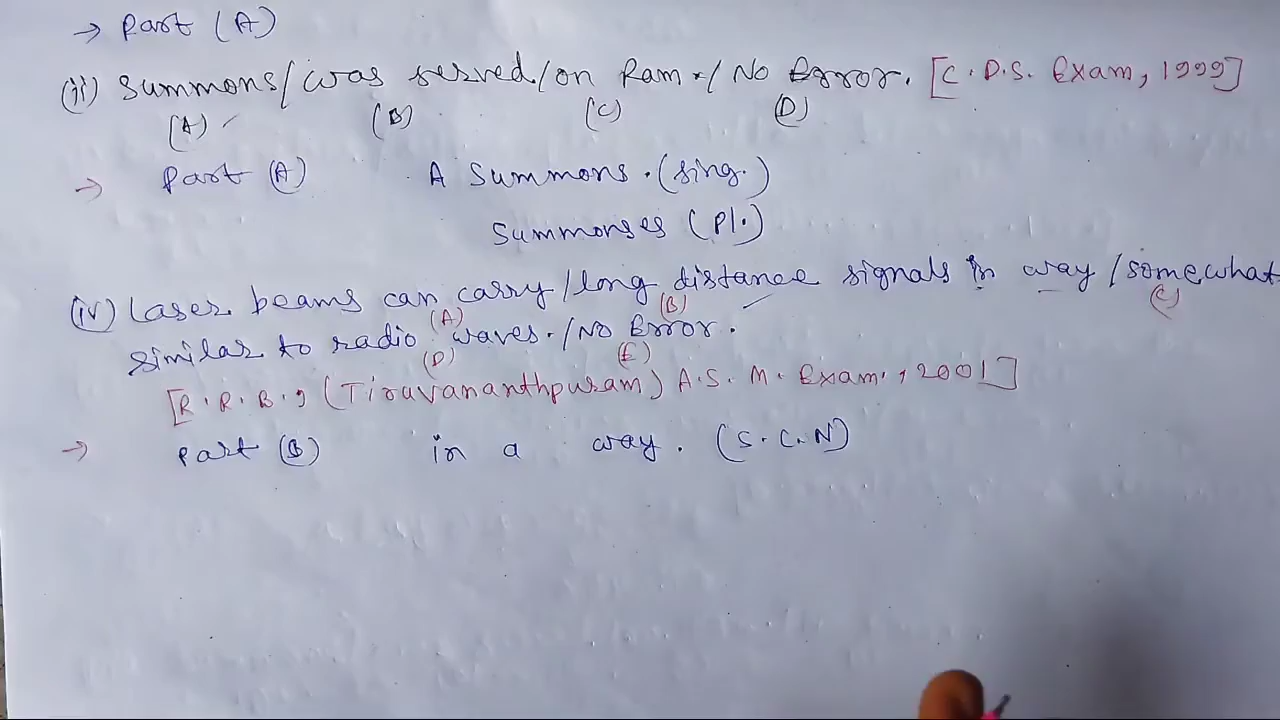 → Part (A)
(ii) Summons/was served/on Ram./No Error. [C.D.S. Exam, 1999]
(A) (B) (C) (D)
→ Part (A) A Summons. (Sing.)
Summonses (Pl.)
(iv) Laser beams can carry/long distance signals in way/somewhat
(A) (B) (C)
similar to radio waves./No Error.
(D) (E)
[R.R.B., (Tiruvananthpuram) A.S.M. Exam., 2001]
→ Part (B) in a way. (S.C.N)